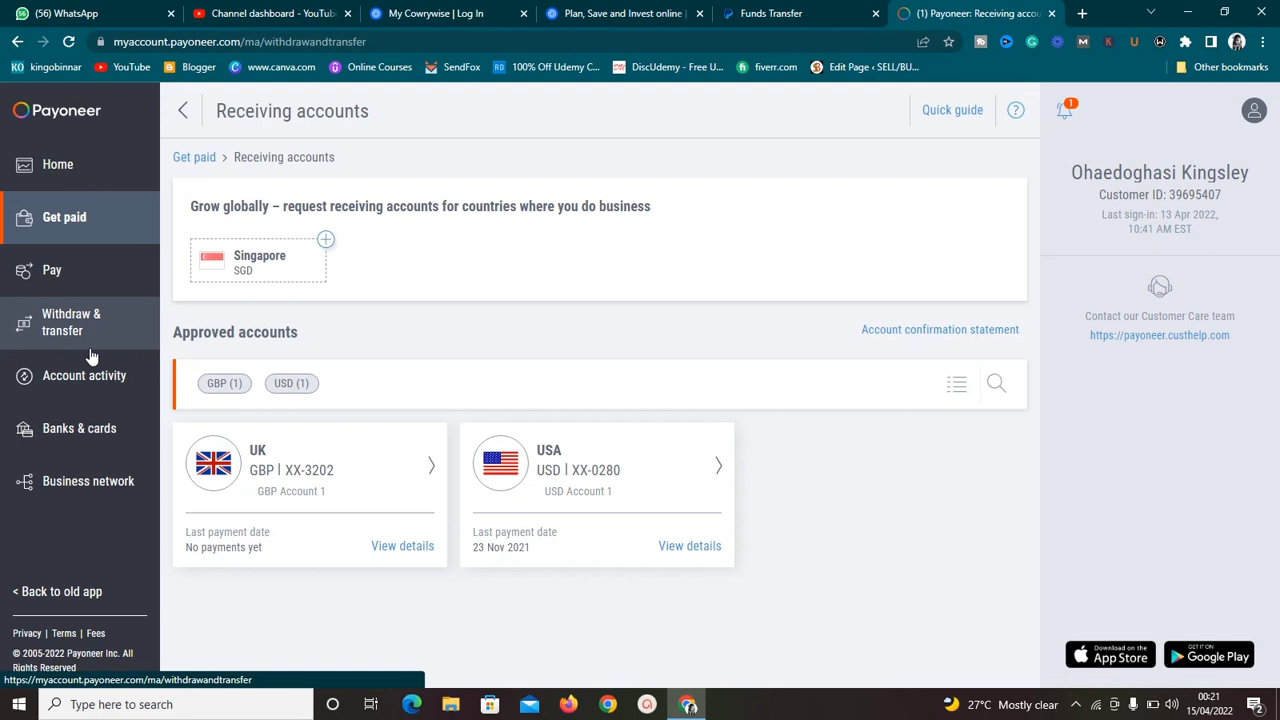 (56) WhatsApp
Channel dashboard - YouTub
My Cowrywise | Log In
Plan, Save and Invest online |
Funds Transfer
(1) Payoneer: Receiving accou
myaccount.payoneer.com/ma/withdrawandtransfer
KO kingobinnar
YouTube
Blogger
www.canva.com
Online Courses
SendFox
RD 100% Off Udemy C...
DiscUdemy - Free U...
fiverr.com
Edit Page ‹ SELL/BU...
Other bookmarks
Payoneer
Home
Get paid
Pay
Withdraw &
transfer
Account activity
Banks & cards
Business network
< Back to old app
Privacy | Terms | Fees
© 2005-2022 Payoneer Inc. All
Rights Reserved
https://myaccount.payoneer.com/ma/withdrawandtransfer
Receiving accounts
Quick guide
?
Get paid > Receiving accounts
Grow globally – request receiving accounts for countries where you do business
Singapore
SGD
Approved accounts
Account confirmation statement
GBP (1)
USD (1)
UK
GBP | XX-3202
GBP Account 1
Last payment date
No payments yet
View details
USA
USD | XX-0280
USD Account 1
Last payment date
23 Nov 2021
View details
1
Ohaedoghasi Kingsley
Customer ID: 39695407
Last sign-in: 13 Apr 2022,
10:41 AM EST
Contact our Customer Care team
https://payoneer.custhelp.com
Download on the
App Store
GET IT ON
Google Play
Type here to search
27°C Mostly clear
00:21
15/04/2022
2